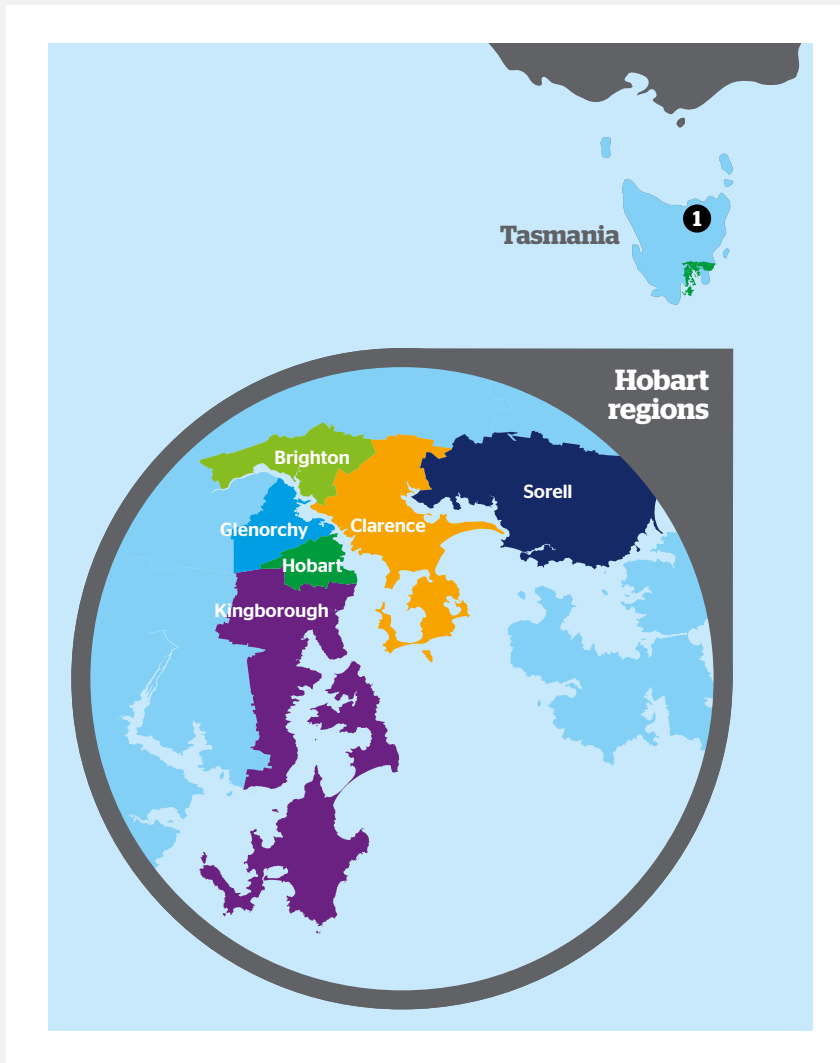 1
Tasmania
Hobart
regions
Brighton
Sorell
Clarence
Glenorchy
Hobart
Kingborough